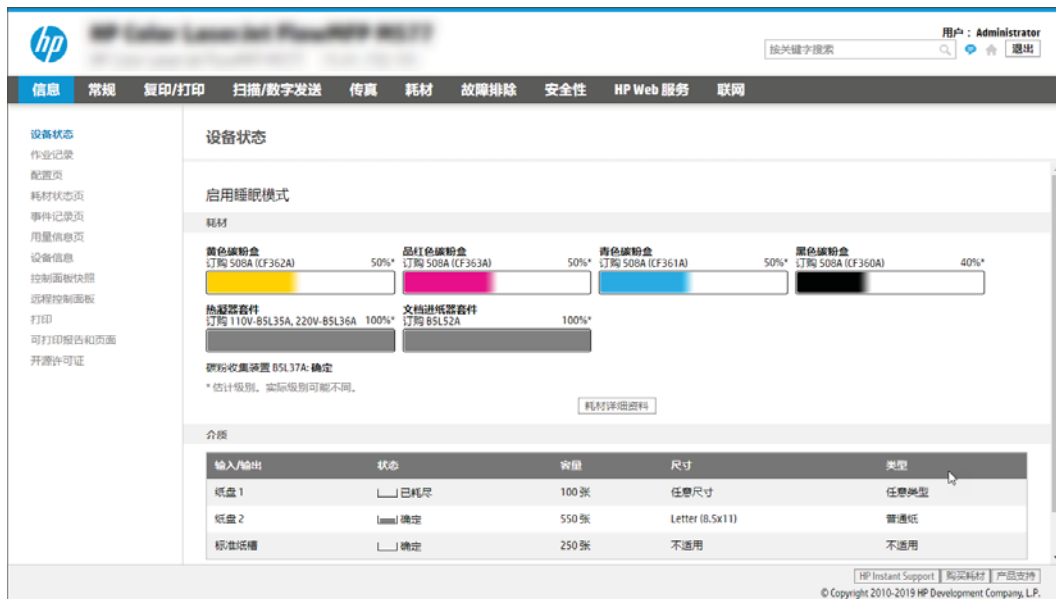 hp
用户：Administrator
按关键字搜索
退出
信息 常规 复印/打印 扫描/数字发送 传真 耗材 故障排除 安全性 HP Web 服务 联网
设备状态
作业记录
配置页
耗材状态页
事件记录页
用量信息页
设备信息
控制面板快照
远程控制面板
打印
可打印报告和页面
开源许可证
设备状态
启用睡眠模式
耗材
黄色碳粉盒
订购 508A (CF362A) 50%*
品红色碳粉盒
订购 508A (CF363A) 50%*
青色碳粉盒
订购 508A (CF361A) 50%*
黑色碳粉盒
订购 508A (CF360A) 40%*
热凝器套件
订购 110V-B5L35A, 220V-B5L36A 100%*
文档进纸器套件
订购 B5L52A 100%*
碳粉收集装置 B5L37A: 确定
* 估计级别。实际级别可能不同。
耗材详细资料
介质
输入/输出 状态 容量 尺寸 类型
纸盘 1 已耗尽 100 张 任意尺寸 任意类型
纸盘 2 确定 550 张 Letter (8.5x11) 普通纸
标准纸槽 确定 250 张 不适用 不适用
HP Instant Support 购买耗材 产品支持
© Copyright 2010-2019 HP Development Company, L.P.